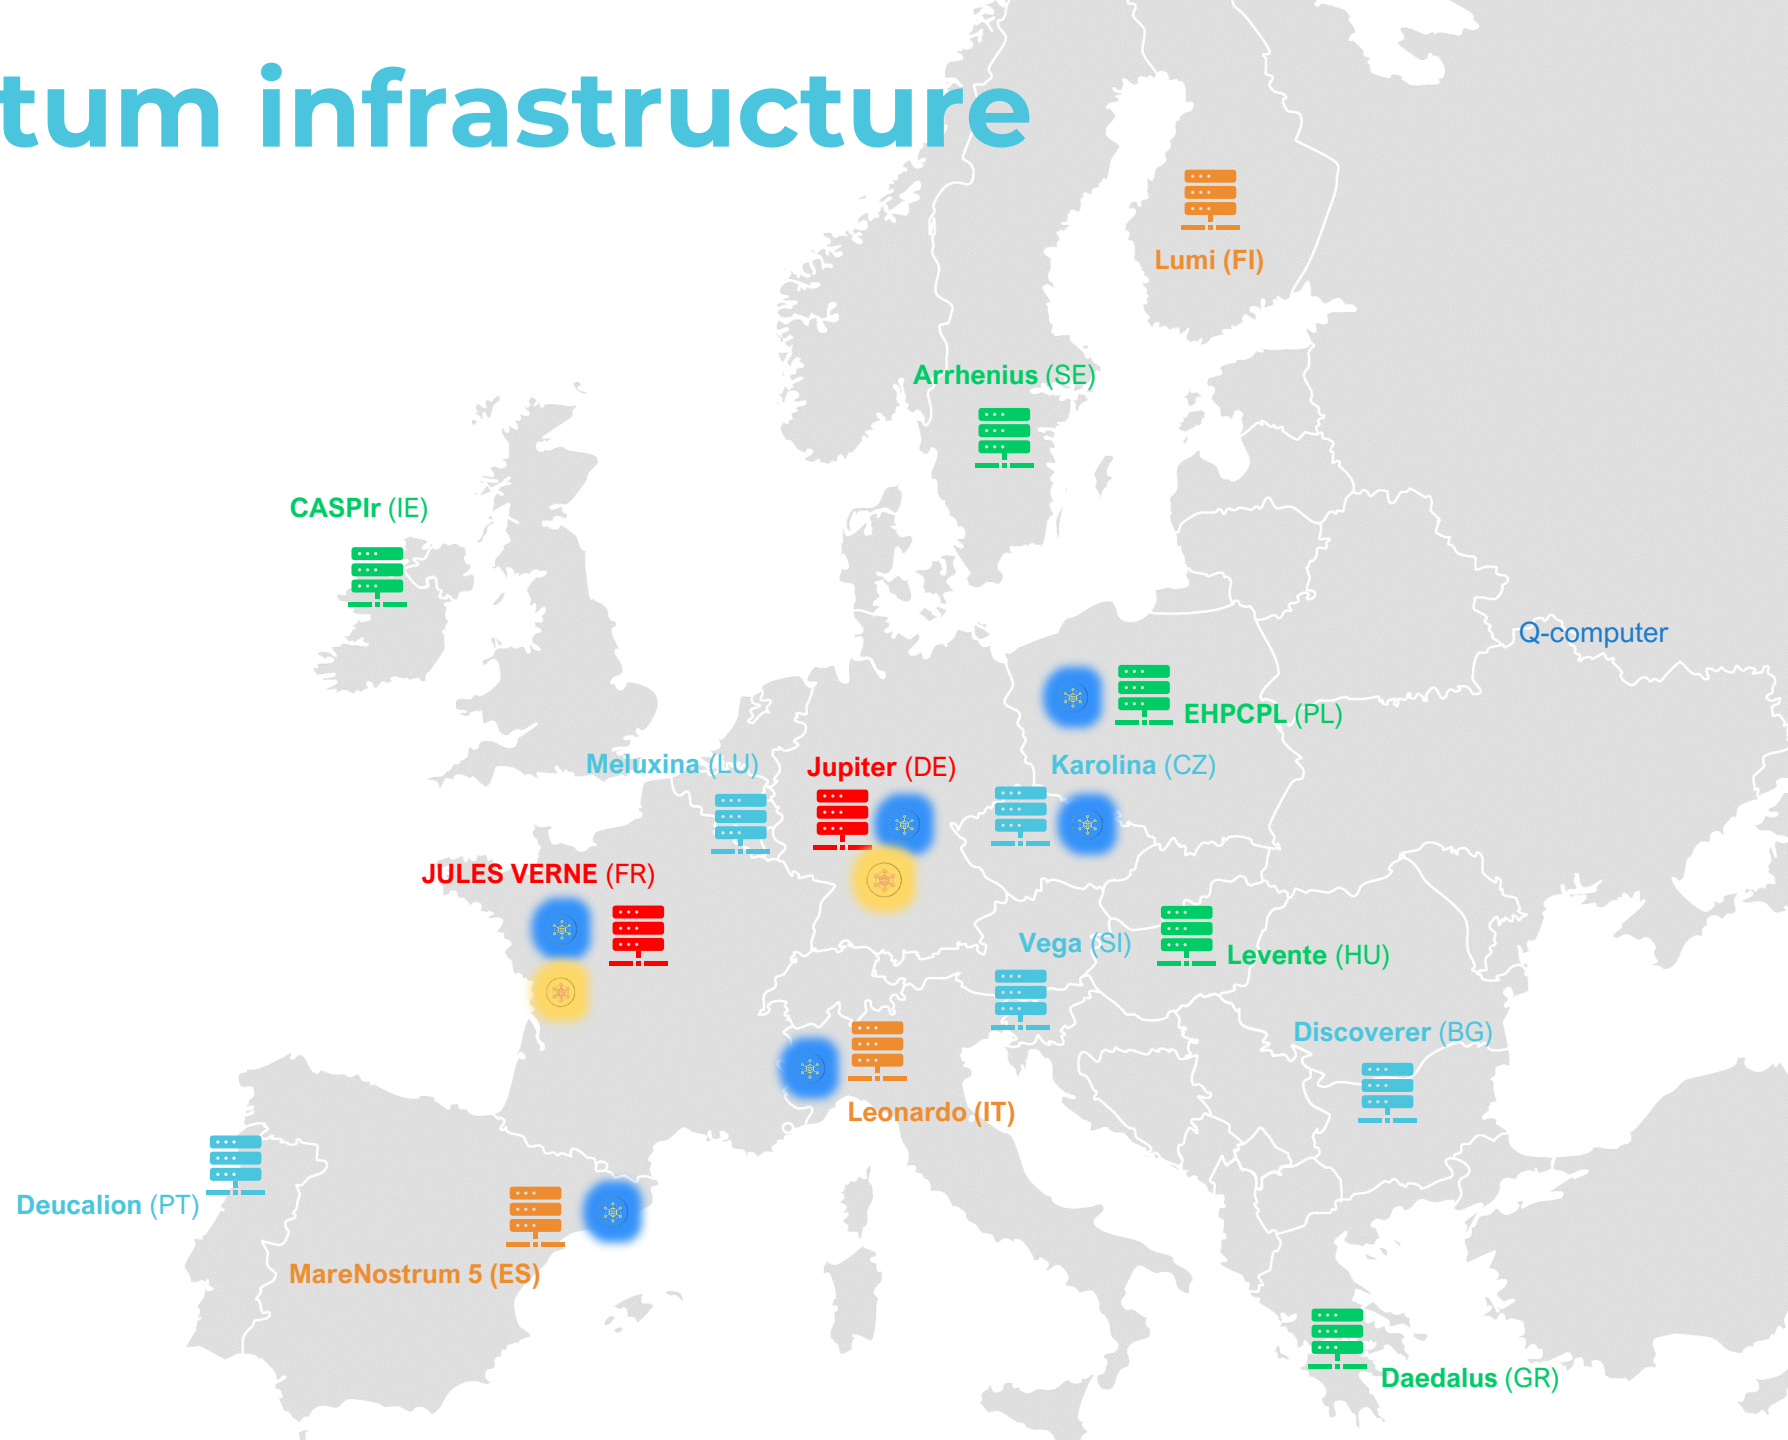 tum infrastructure
Lumi (FI)
Arrhenius (SE)
CASPIr (IE)
Q-computer
EHPCPL (PL)
Meluxina (LU)
Jupiter (DE)
Karolina (CZ)
JULES VERNE (FR)
Vega (SI)
Levente (HU)
Discoverer (BG)
Leonardo (IT)
Deucalion (PT)
MareNostrum 5 (ES)
Daedalus (GR)